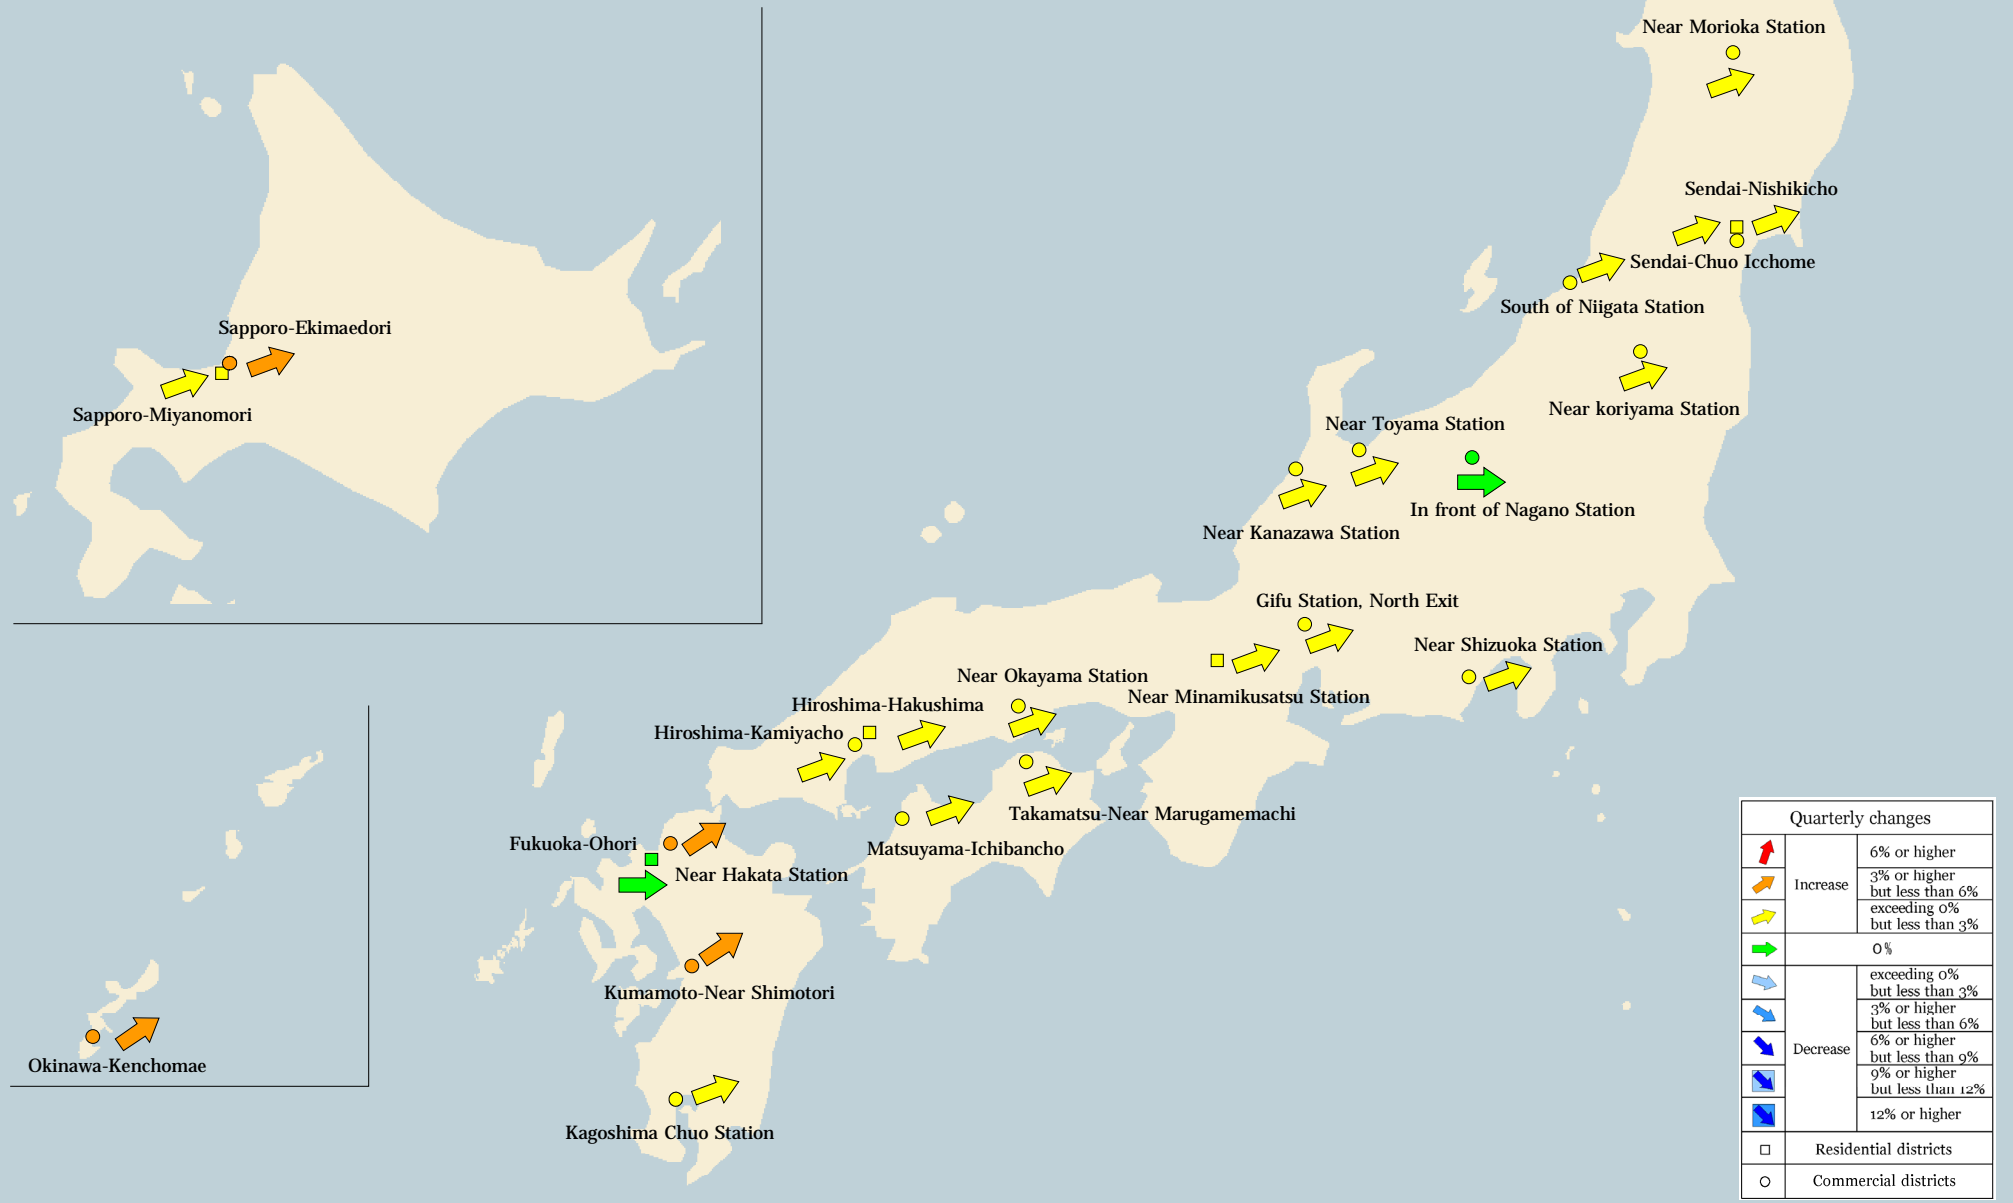 Near Morioka Station
Sendai-Nishikicho
Sendai-Chuo Icchome
South of Niigata Station
Sapporo-Ekimaedori
Sapporo-Miyanomori
Near koriyama Station
Near Toyama Station
In front of Nagano Station
Near Kanazawa Station
Gifu Station, North Exit
Near Shizuoka Station
Near Okayama Station
Near Minamikusatsu Station
Hiroshima-Hakushima
Hiroshima-Kamiyacho
Takamatsu-Near Marugamemachi
Matsuyama-Ichibancho
Fukuoka-Ohori
Near Hakata Station
Kumamoto-Near Shimotori
Okinawa-Kenchomae
Kagoshima Chuo Station
Quarterly changes
Increase
6% or higher
3% or higher
but less than 6%
exceeding 0%
but less than 3%
0%
Decrease
exceeding 0%
but less than 3%
3% or higher
but less than 6%
6% or higher
but less than 9%
9% or higher
but less than 12%
12% or higher
Residential districts
Commercial districts